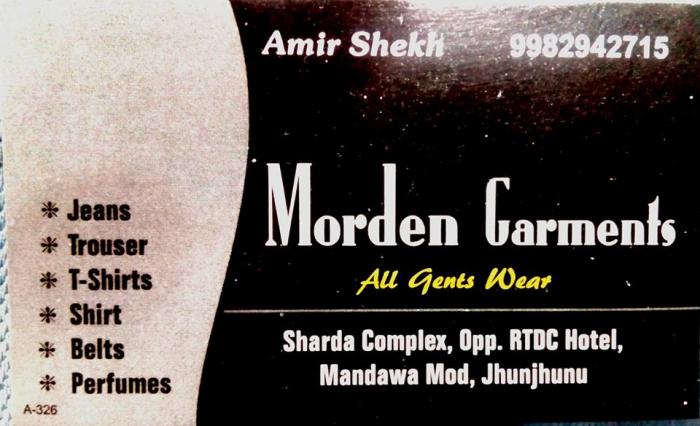 Amir Shekh 9982942715
Morden Garments
All Gents Wear
❈ Jeans
❈ Trouser
❈ T-Shirts
❈ Shirt
❈ Belts
❈ Perfumes
A-326
Sharda Complex, Opp. RTDC Hotel,
Mandawa Mod, Jhunjhunu